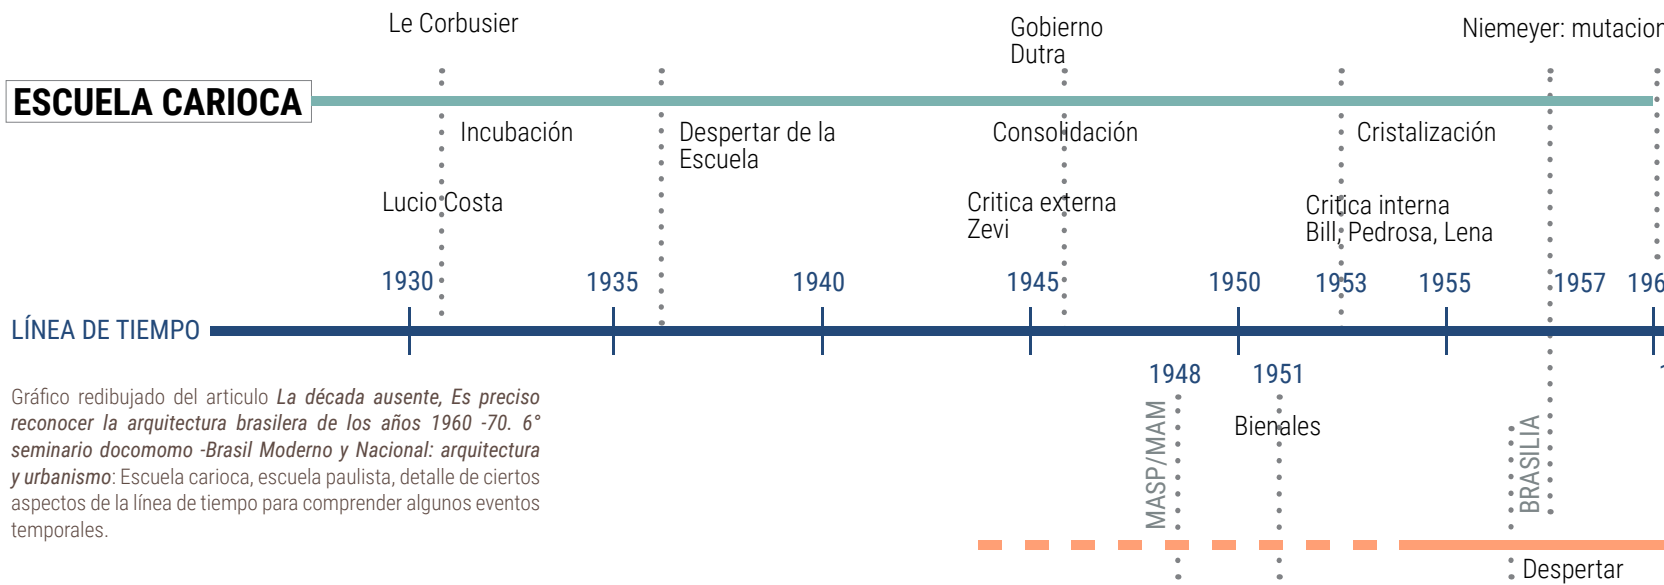 Le Corbusier
Gobierno
Dutra
Niemeyer: mutacion
ESCUELA CARIOCA
Incubación
Despertar de la
Escuela
Consolidación
Cristalización
Lucio Costa
Critica externa
Zevi
Critica interna
Bill, Pedrosa, Lena
1930
1935
1940
1945
1950
1953
1955
1957
196
LÍNEA DE TIEMPO
1948
1951
MASP/MAM
Bienales
BRASILIA
Gráfico redibujado del articulo La década ausente, Es preciso
reconocer la arquitectura brasilera de los años 1960 -70. 6°
seminario docomomo -Brasil Moderno y Nacional: arquitectura
y urbanismo: Escuela carioca, escuela paulista, detalle de ciertos
aspectos de la línea de tiempo para comprender algunos eventos
temporales.
Despertar